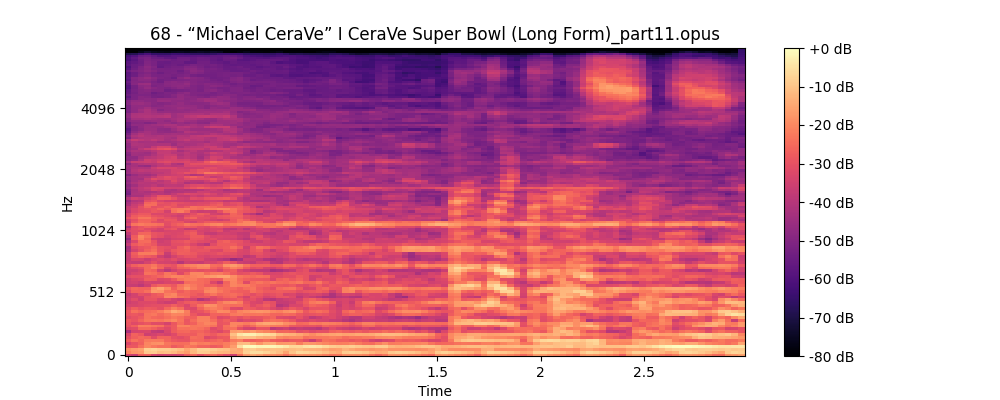 68 - “Michael CeraVe” I CeraVe Super Bowl (Long Form)_part11.opus
Hz
4096
2048
1024
512
0
0 0.5 1 1.5 2 2.5
Time
+0 dB
-10 dB
-20 dB
-30 dB
-40 dB
-50 dB
-60 dB
-70 dB
-80 dB